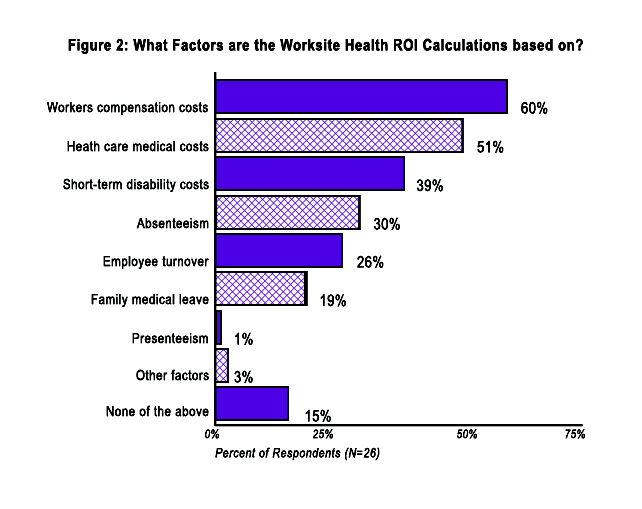 Figure 2: What Factors are the Worksite Health ROI Calculations based on?
Workers compensation costs 60%
Heath care medical costs 51%
Short-term disability costs 39%
Absenteeism 30%
Employee turnover 26%
Family medical leave 19%
Presenteeism 1%
Other factors 3%
None of the above 15%
0% 25% 50% 75%
Percent of Respondents (N=26)